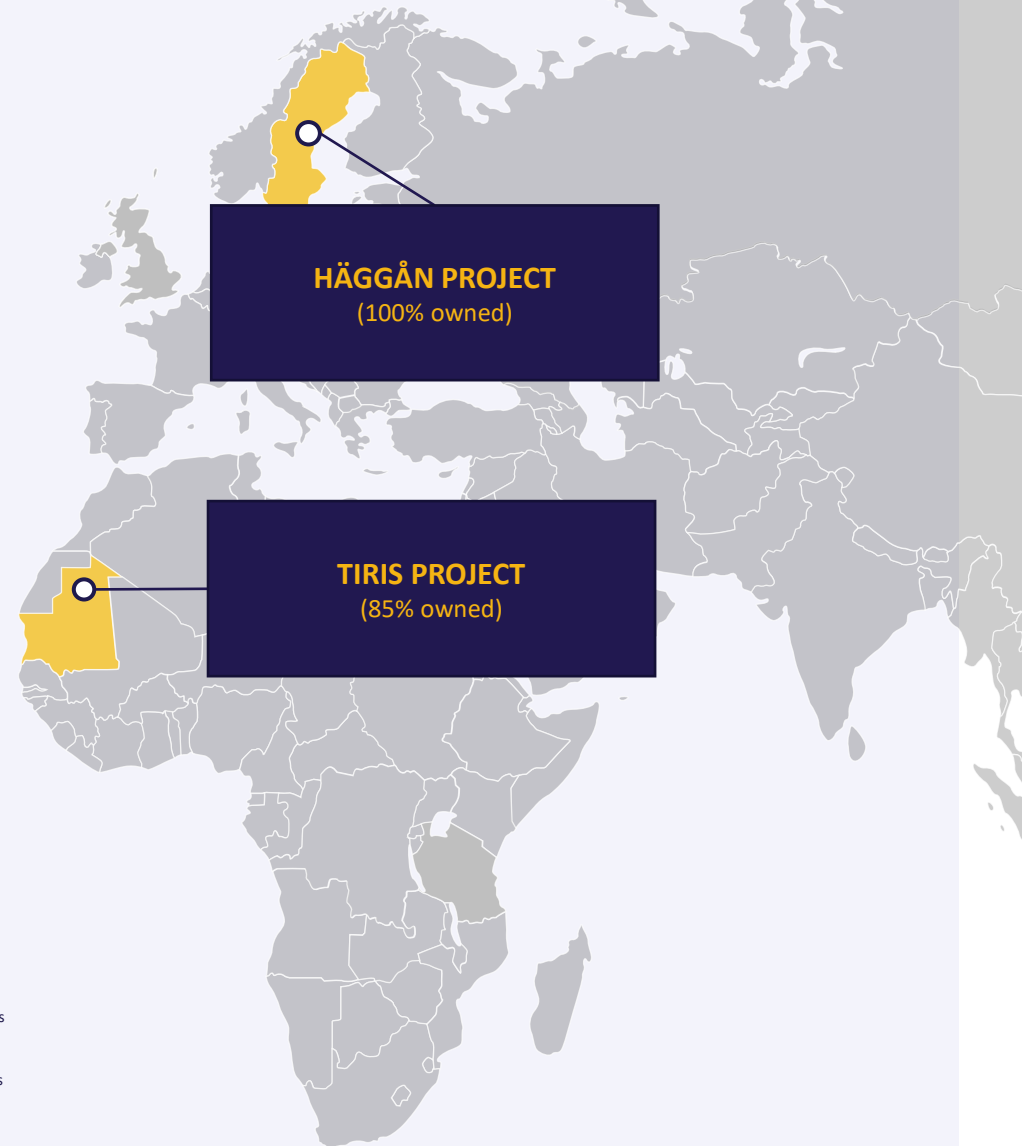 HÄGGÅN PROJECT
(100% owned)
TIRIS PROJECT
(85% owned)
s
s